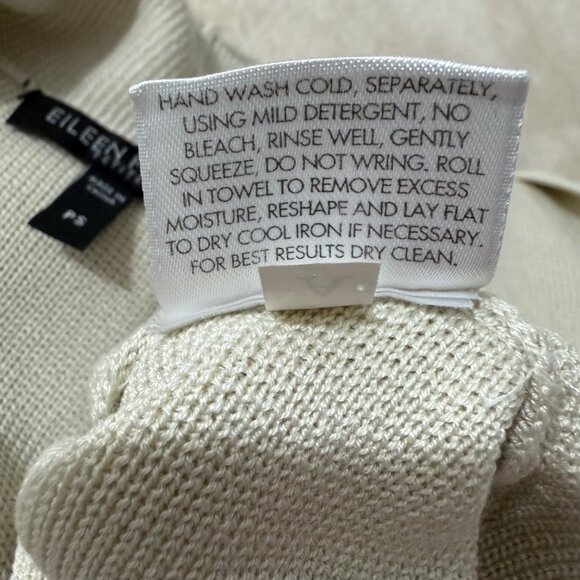 HAND WASH COLD, SEPARATELY,
USING MILD DETERGENT, NO
BLEACH, RINSE WELL, GENTLY
SQUEEZE, DO NOT WRING. ROLL
IN TOWEL TO REMOVE EXCESS
MOISTURE, RESHAPE AND LAY FLAT
TO DRY COOL IRON IF NECESSARY.
FOR BEST RESULTS DRY CLEAN.
EILEEN
MADE IN
PS